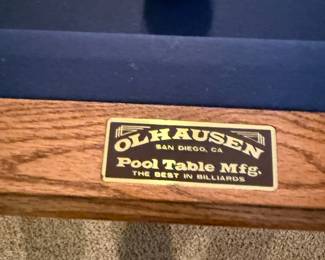 OLHAUSEN
SAN DIEGO, CA
Pool Table Mfg.
THE BEST IN BILLIARDS